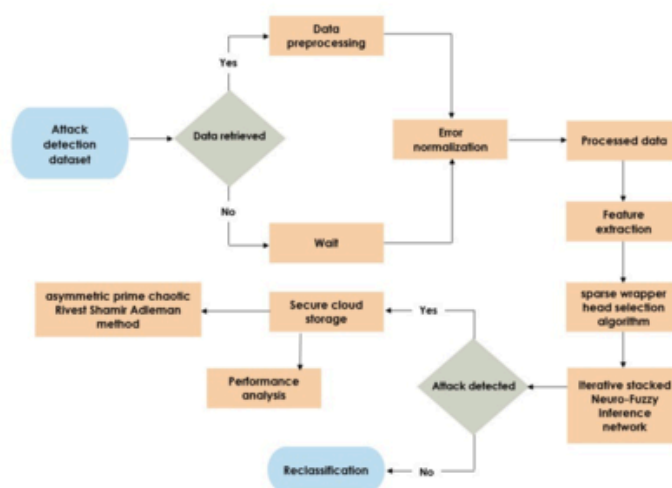 Data
preprocessing
Yes
Attack
detection
dataset
Data retrieved
Error
normalization
Processed data
No
Wait
Feature
extraction
asymmetric prime chaotic
Rivest Shamir Adleman
method
Secure cloud
storage
Yes
sparse wrapper
head selection
algorithm
Performance
analysis
Attack detected
Iterative stacked
Neuro-Fuzzy
Inference
network
Reclassification
No